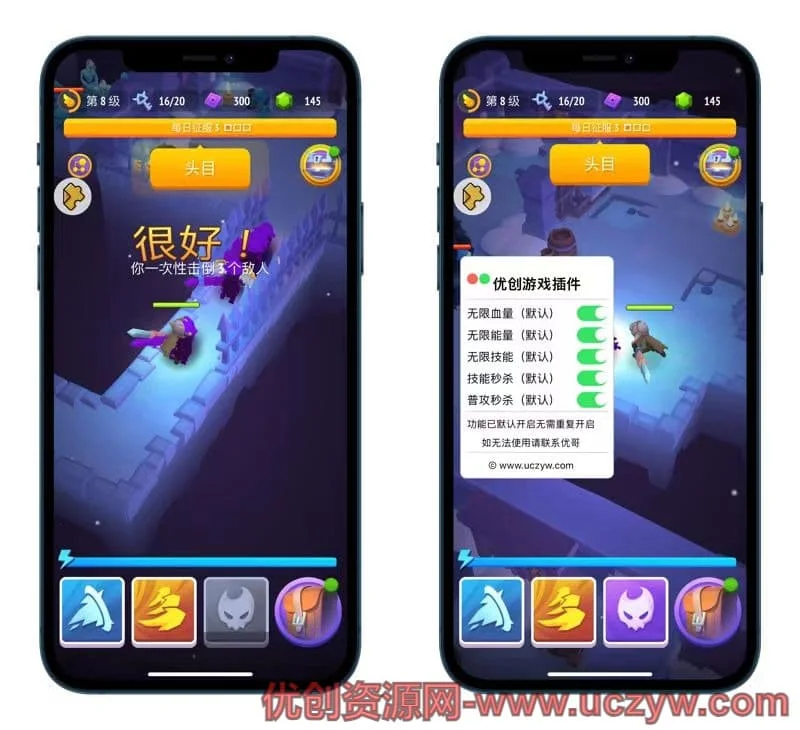 第 8 级 16/20 300 145
每日征服 3
头目
很好！
你一次性击倒 3 个敌人
第 8 级 16/20 300 145
每日征服 3
头目
优创游戏插件
无限血量（默认）
无限能量（默认）
无限技能（默认）
技能秒杀（默认）
普攻秒杀（默认）
功能已默认开启无需重复开启
如无法使用请联系优哥
© www.uczyw.com
优创资源网-www.uczyw.com